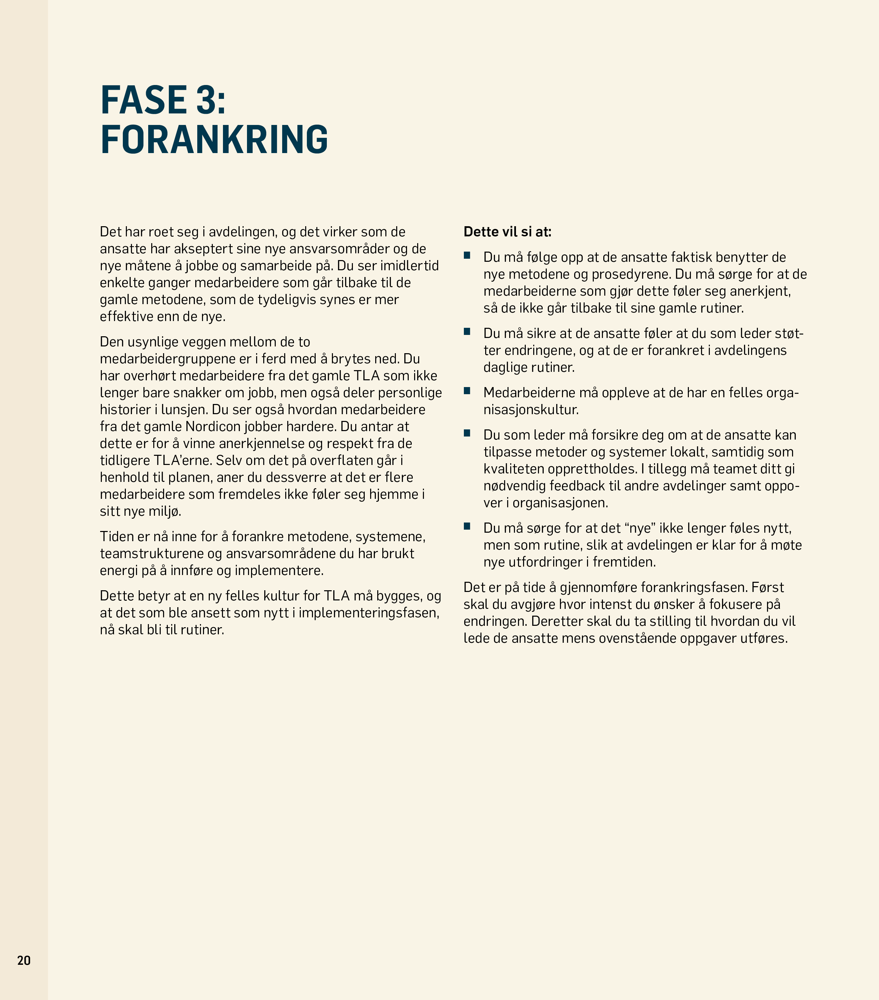 FASE 3:
FORANKRING
Det har roet seg i avdelingen, og det virker som de
ansatte har akseptert sine nye ansvarsområder og de
nye måtene å jobbe og samarbeide på. Du ser imidlertid
enkelte ganger medarbeidere som går tilbake til de
gamle metodene, som de tydeligvis synes er mer
effektive enn de nye.
Den usynlige veggen mellom de to
medarbeidergruppene er i ferd med å brytes ned. Du
har overhørt medarbeidere fra det gamle TLA som ikke
lenger bare snakker om jobb, men også deler personlige
historier i lunsjen. Du ser også hvordan medarbeidere
fra det gamle Nordicon jobber hardere. Du antar at
dette er for å vinne anerkjennelse og respekt fra de
tidligere TLA’erne. Selv om det på overflaten går i
henhold til planen, aner du dessverre at det er flere
medarbeidere som fremdeles ikke føler seg hjemme i
sitt nye miljø.
Tiden er nå inne for å forankre metodene, systemene,
teamstrukturene og ansvarsområdene du har brukt
energi på å innføre og implementere.
Dette betyr at en ny felles kultur for TLA må bygges, og
at det som ble ansett som nytt i implementeringsfasen,
nå skal bli til rutiner.
Dette vil si at:
■ Du må følge opp at de ansatte faktisk benytter de
nye metodene og prosedyrene. Du må sørge for at de
medarbeiderne som gjør dette føler seg anerkjent,
så de ikke går tilbake til sine gamle rutiner.
■ Du må sikre at de ansatte føler at du som leder støt-
ter endringene, og at de er forankret i avdelingens
daglige rutiner.
■ Medarbeiderne må oppleve at de har en felles orga-
nisasjonskultur.
■ Du som leder må forsikre deg om at de ansatte kan
tilpasse metoder og systemer lokalt, samtidig som
kvaliteten opprettholdes. I tillegg må teamet ditt gi
nødvendig feedback til andre avdelinger samt oppo-
ver i organisasjonen.
■ Du må sørge for at det “nye” ikke lenger føles nytt,
men som rutine, slik at avdelingen er klar for å møte
nye utfordringer i fremtiden.
Det er på tide å gjennomføre forankringsfasen. Først
skal du avgjøre hvor intenst du ønsker å fokusere på
endringen. Deretter skal du ta stilling til hvordan du vil
lede de ansatte mens ovenstående oppgaver utføres.
20